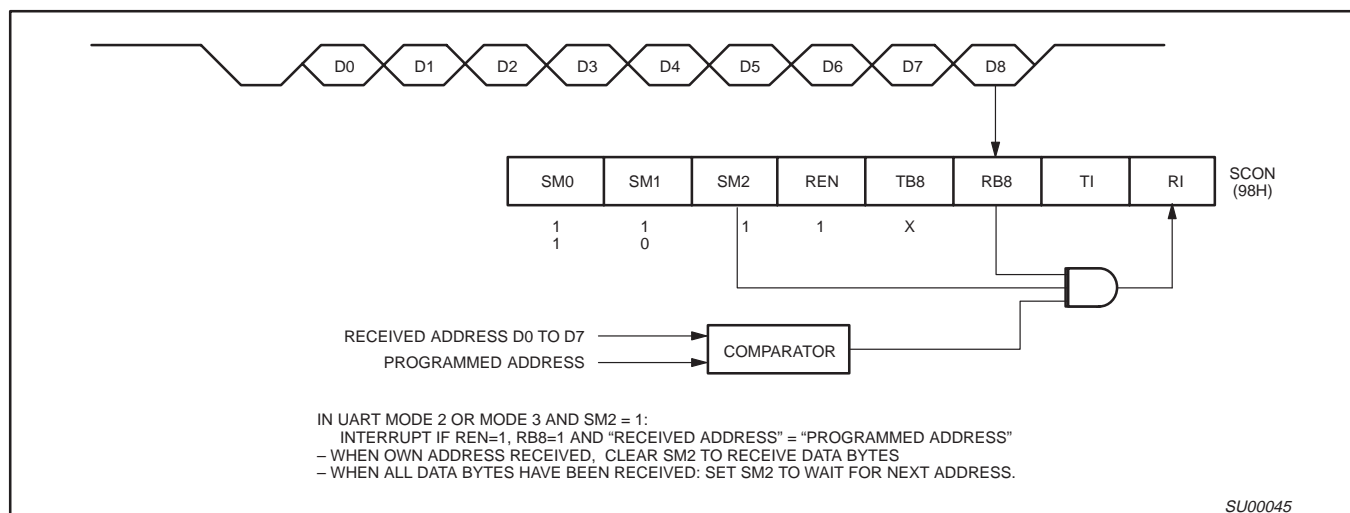 D0 D1 D2 D3 D4 D5 D6 D7 D8
SM0 SM1 SM2 REN TB8 RB8 TI RI
SCON
(98H)
1 1 1 1 X
1 0
RECEIVED ADDRESS D0 TO D7
PROGRAMMED ADDRESS
COMPARATOR
IN UART MODE 2 OR MODE 3 AND SM2 = 1:
INTERRUPT IF REN=1, RB8=1 AND “RECEIVED ADDRESS” = “PROGRAMMED ADDRESS”
– WHEN OWN ADDRESS RECEIVED, CLEAR SM2 TO RECEIVE DATA BYTES
– WHEN ALL DATA BYTES HAVE BEEN RECEIVED: SET SM2 TO WAIT FOR NEXT ADDRESS.
SU00045